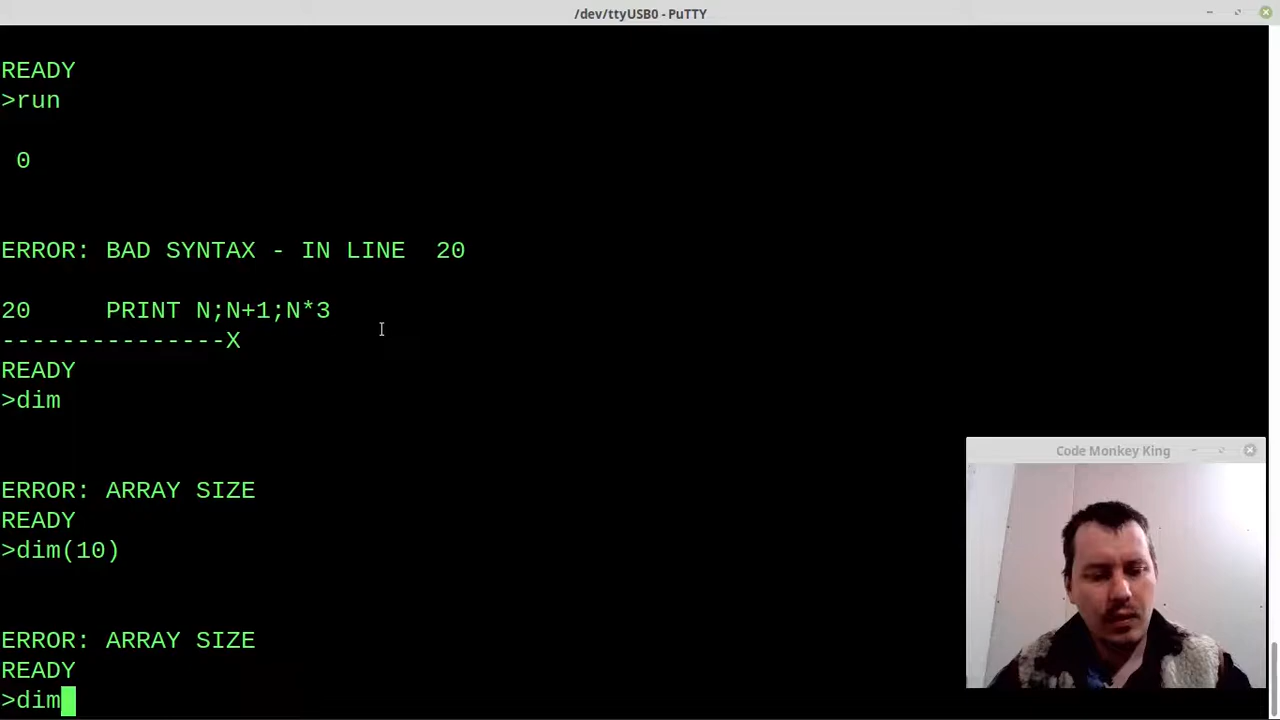 /dev/ttyUSB0 - PuTTY
READY
>run
0
ERROR: BAD SYNTAX - IN LINE  20
20     PRINT N;N+1;N*3
---------------X
READY
>dim
ERROR: ARRAY SIZE
READY
>dim(10)
ERROR: ARRAY SIZE
READY
>dim
Code Monkey King